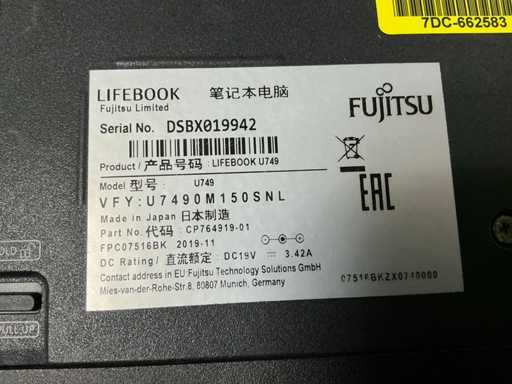 7DC-662583
LIFEBOOK 笔记本电脑
Fujitsu Limited
FUJITSU
Serial No. DSBX019942
Product / 产品号码 : LIFEBOOK U749
Model 型号 : U749
VFY: U7490M150SNL
EAC
Made in Japan 日本制造
Part No. 代码 : CP764919-01
FPC07516BK 2019-11
DC Rating / 直流额定 : DC19V 3.42A
07516BKZX0740000
Contact address in EU:Fujitsu Technology Solutions GmbH
Mies-van-der-Rohe-Str.8, 80807 Munich, Germany
PULL UP